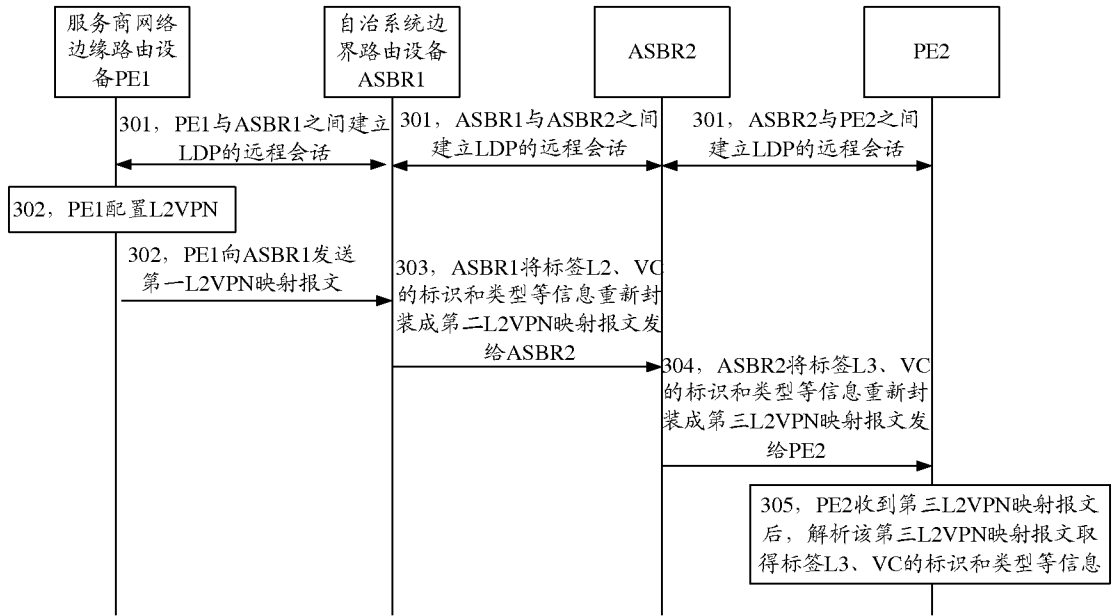 服务商网络
边缘路由设
备PE1
自治系统边
界路由设备
ASBR1
ASBR2
PE2
301，PE1与ASBR1之间建立
LDP的远程会话
301，ASBR1与ASBR2之间
建立LDP的远程会话
301，ASBR2与PE2之间
建立LDP的远程会话
302，PE1配置L2VPN
302，PE1向ASBR1发送
第一L2VPN映射报文
303，ASBR1将标签L2、VC
的标识和类型等信息重新封
装成第二L2VPN映射报文发
给ASBR2
304，ASBR2将标签L3、VC
的标识和类型等信息重新封
装成第三L2VPN映射报文发
给PE2
305，PE2收到第三L2VPN映射报文
后，解析该第三L2VPN映射报文取
得标签L3、VC的标识和类型等信息